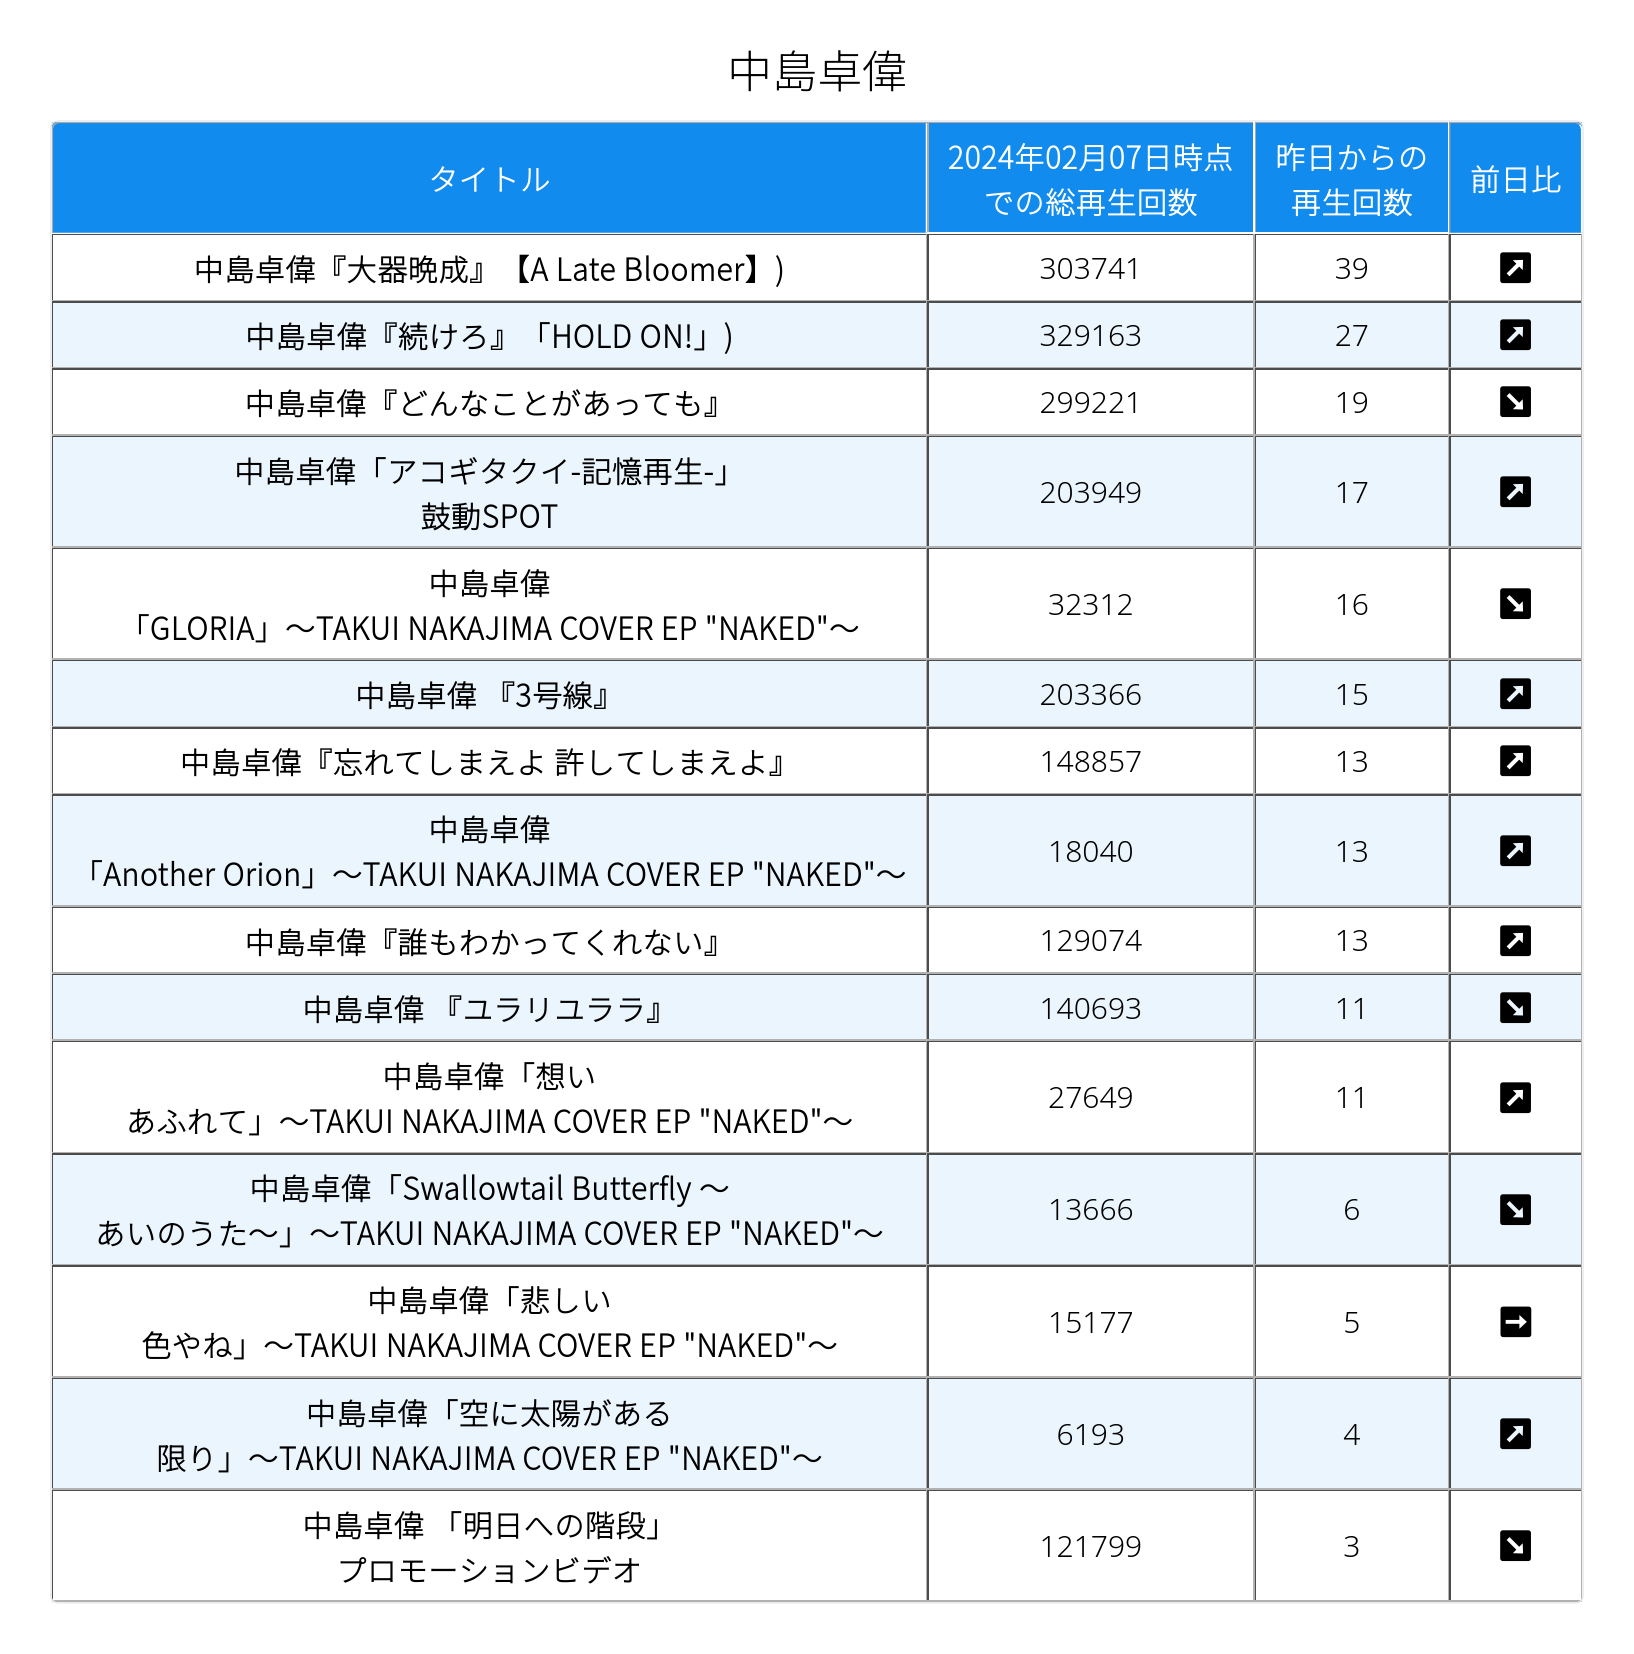 中島卓偉
タイトル
2024年02月07日時点
での総再生回数
昨日からの
再生回数
前日比
中島卓偉『大器晩成』【A Late Bloomer】)
303741
39
中島卓偉『続けろ』「HOLD ON!」)
329163
27
中島卓偉『どんなことがあっても』
299221
19
中島卓偉「アコギタクイ-記憶再生-」
鼓動SPOT
203949
17
中島卓偉
「GLORIA」～TAKUI NAKAJIMA COVER EP "NAKED"～
32312
16
中島卓偉 『3号線』
203366
15
中島卓偉『忘れてしまえよ 許してしまえよ』
148857
13
中島卓偉
「Another Orion」～TAKUI NAKAJIMA COVER EP "NAKED"～
18040
13
中島卓偉『誰もわかってくれない』
129074
13
中島卓偉 『ユラリユララ』
140693
11
中島卓偉「想い
あふれて」～TAKUI NAKAJIMA COVER EP "NAKED"～
27649
11
中島卓偉「Swallowtail Butterfly ～
あいのうた～」～TAKUI NAKAJIMA COVER EP "NAKED"～
13666
6
中島卓偉「悲しい
色やね」～TAKUI NAKAJIMA COVER EP "NAKED"～
15177
5
中島卓偉「空に太陽がある
限り」～TAKUI NAKAJIMA COVER EP "NAKED"～
6193
4
中島卓偉 「明日への階段」
プロモーションビデオ
121799
3